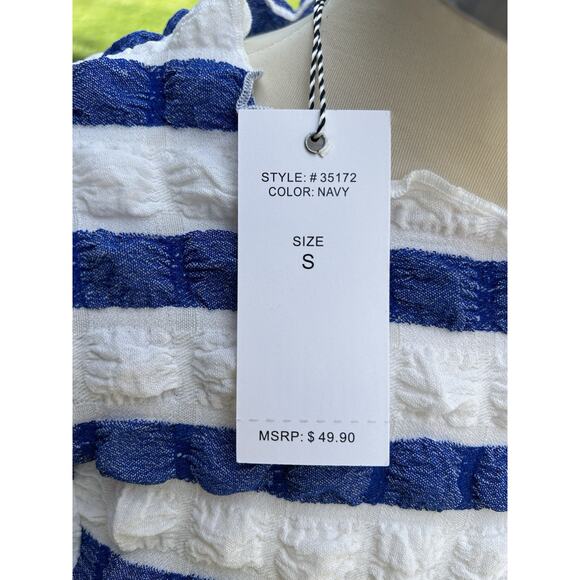 STYLE: # 35172
COLOR: NAVY
SIZE
S
MSRP: $ 49.90